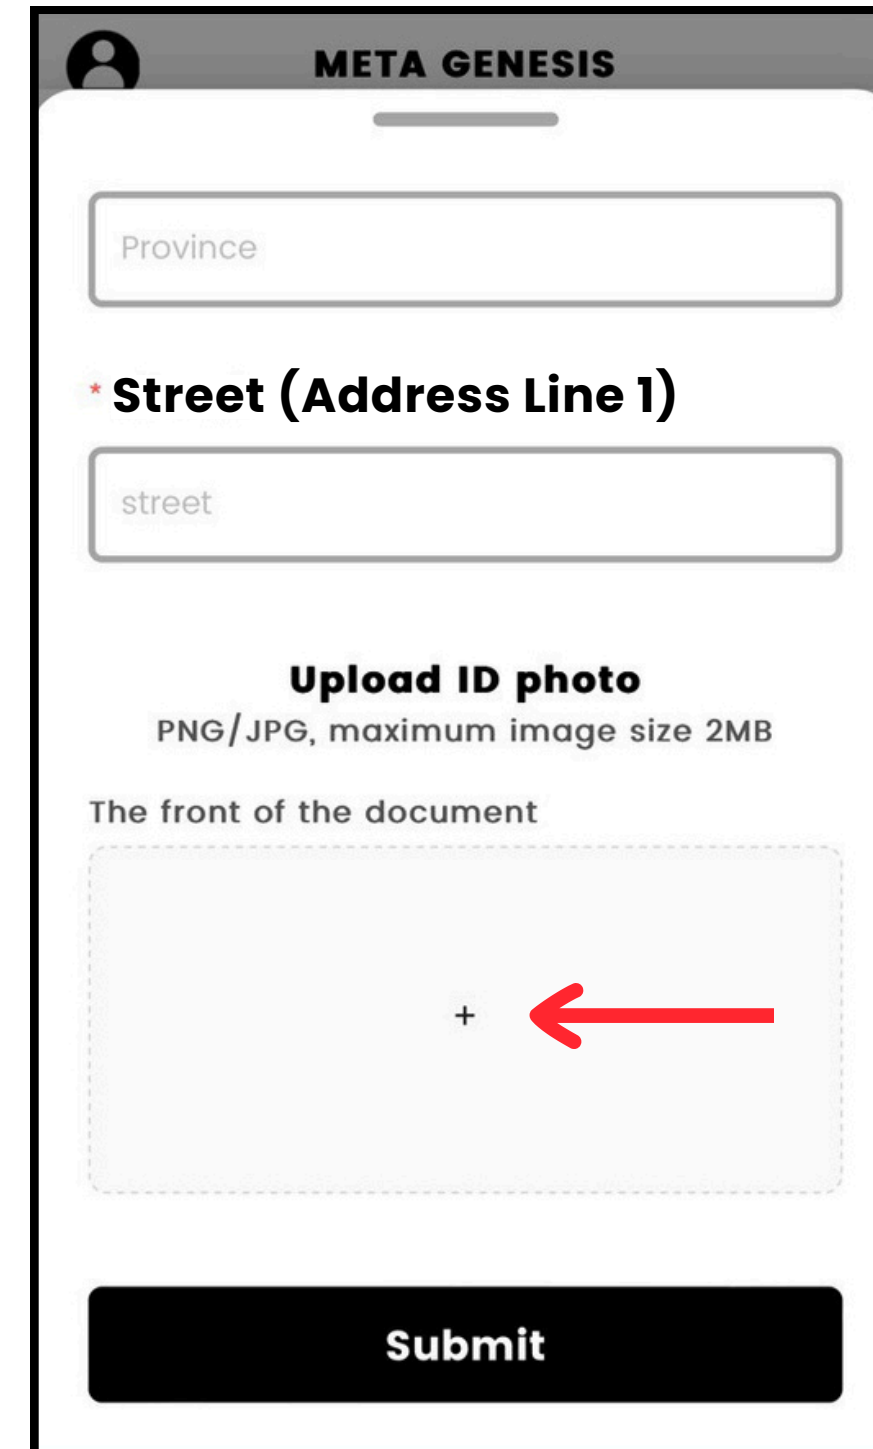 META GENESIS
Province
* Street (Address Line 1)
street
Upload ID photo
PNG/JPG, maximum image size 2MB
The front of the document
+
Submit